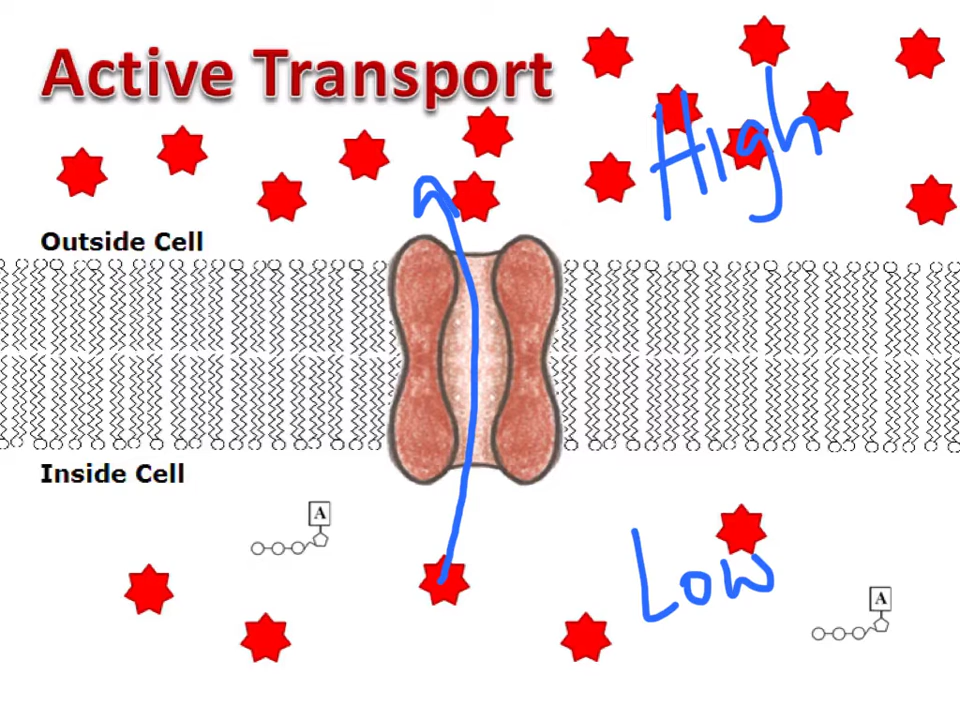 Active Transport
High
Outside Cell
Inside Cell
A
Low
A